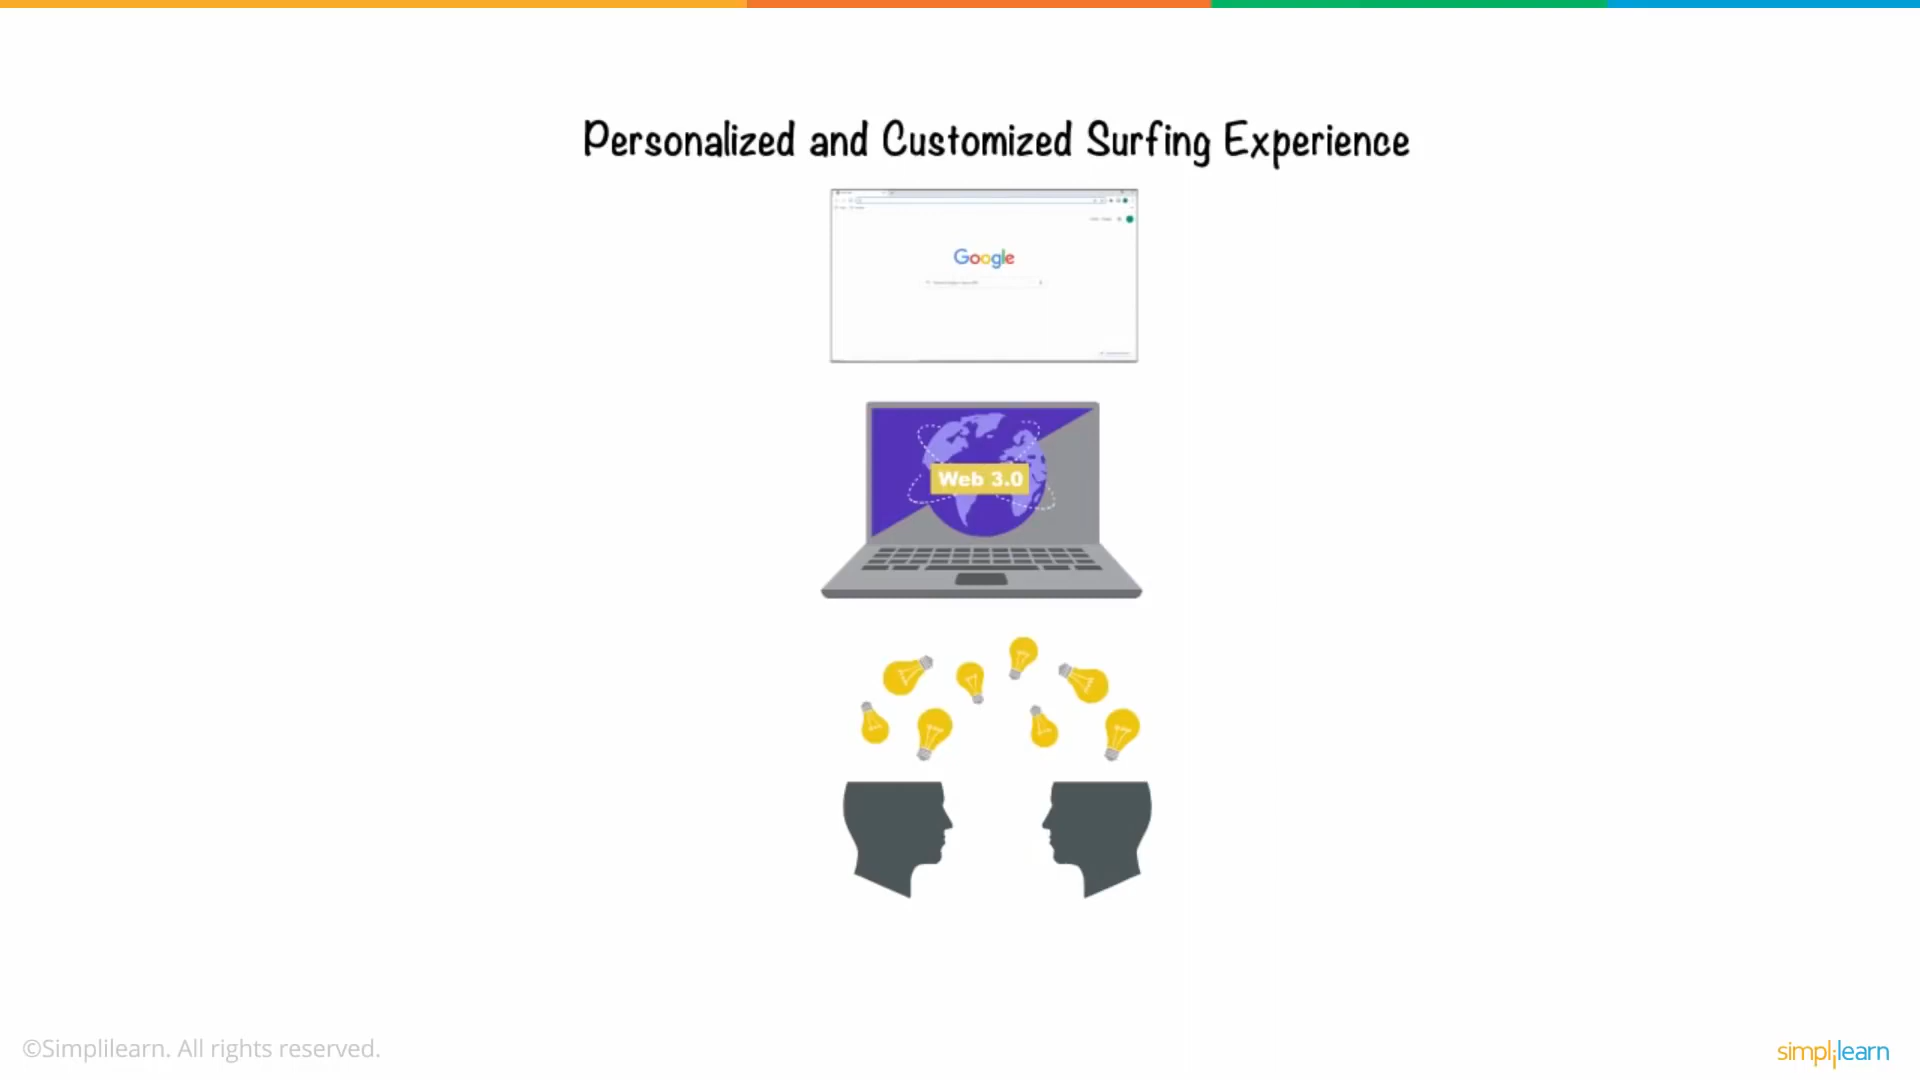 Personalized and Customized Surfing Experience
Google
Web 3.0
©Simplilearn. All rights reserved.
simplilearn